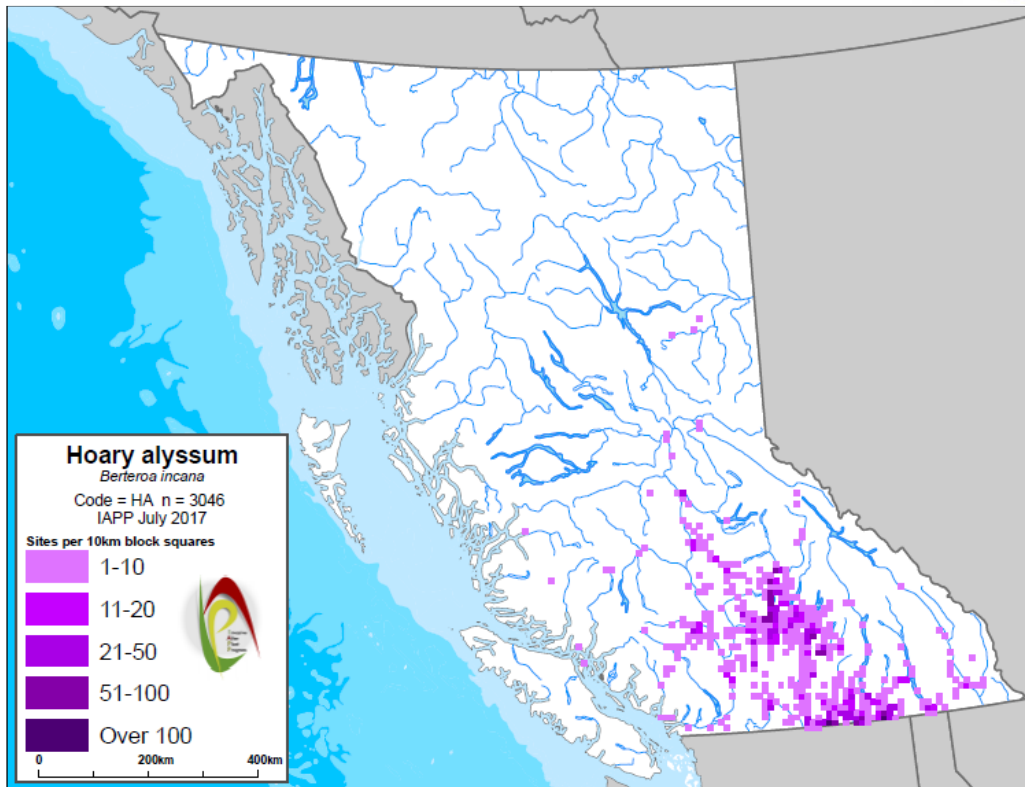 Hoary alyssum
Berteroa incana
Code = HA n = 3046
IAPP July 2017
Sites per 10km block squares
1-10
11-20
21-50
51-100
Over 100
0 200km 400km